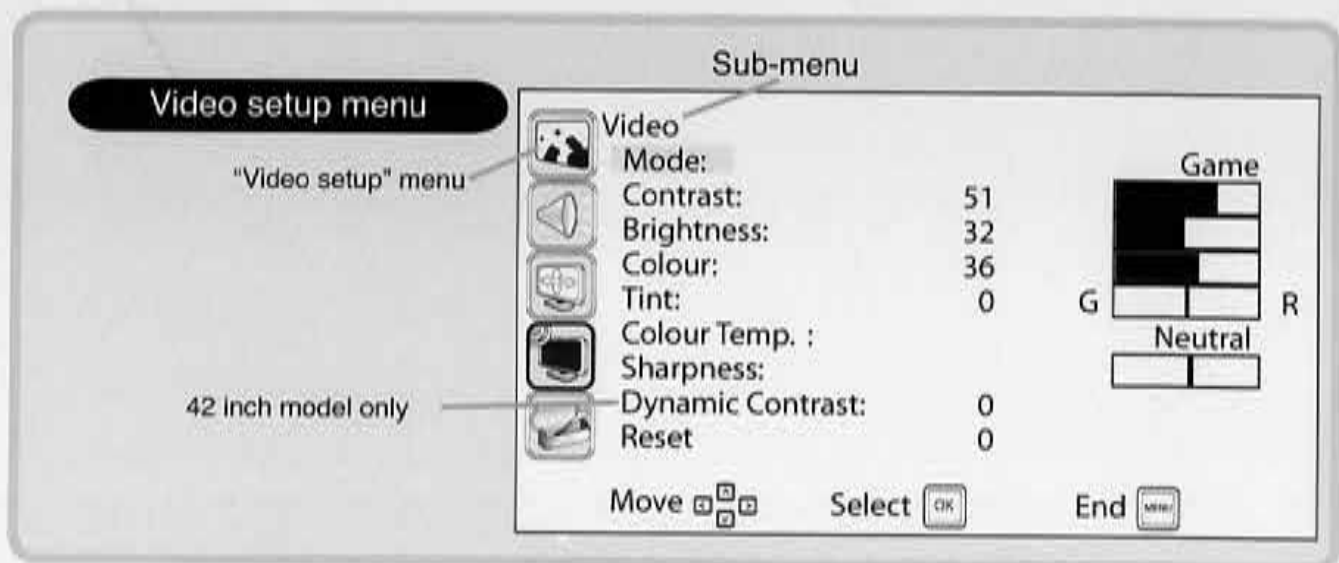 Sub-menu
Video setup menu
Video
"Video setup" menu
Mode: Game
Contrast: 51
Brightness: 32
Colour: 36
Tint: 0 G R
Colour Temp. : Neutral
Sharpness:
42 inch model only
Dynamic Contrast: 0
Reset 0
Move Select OK End MENU